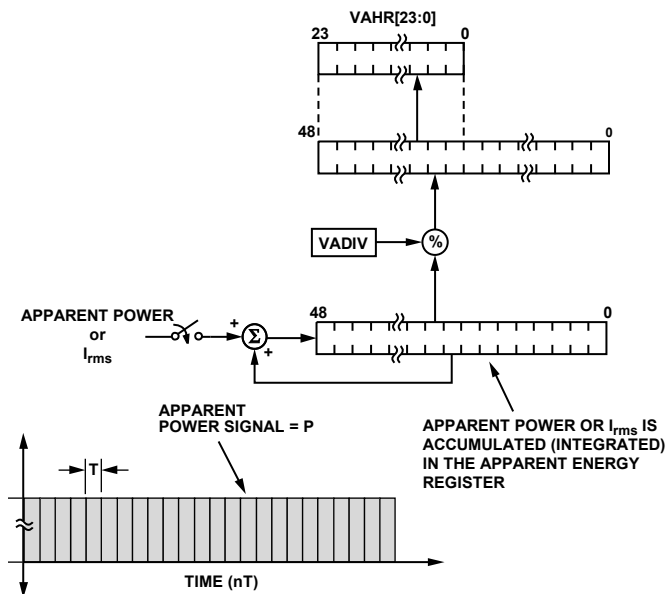 VAHR[23:0]
23 0
48 0
VADIV
%
APPARENT POWER
or
Irms
+
Σ
+
48 0
APPARENT
POWER SIGNAL = P
APPARENT POWER OR Irms IS
ACCUMULATED (INTEGRATED)
IN THE APPARENT ENERGY
REGISTER
T
TIME (nT)